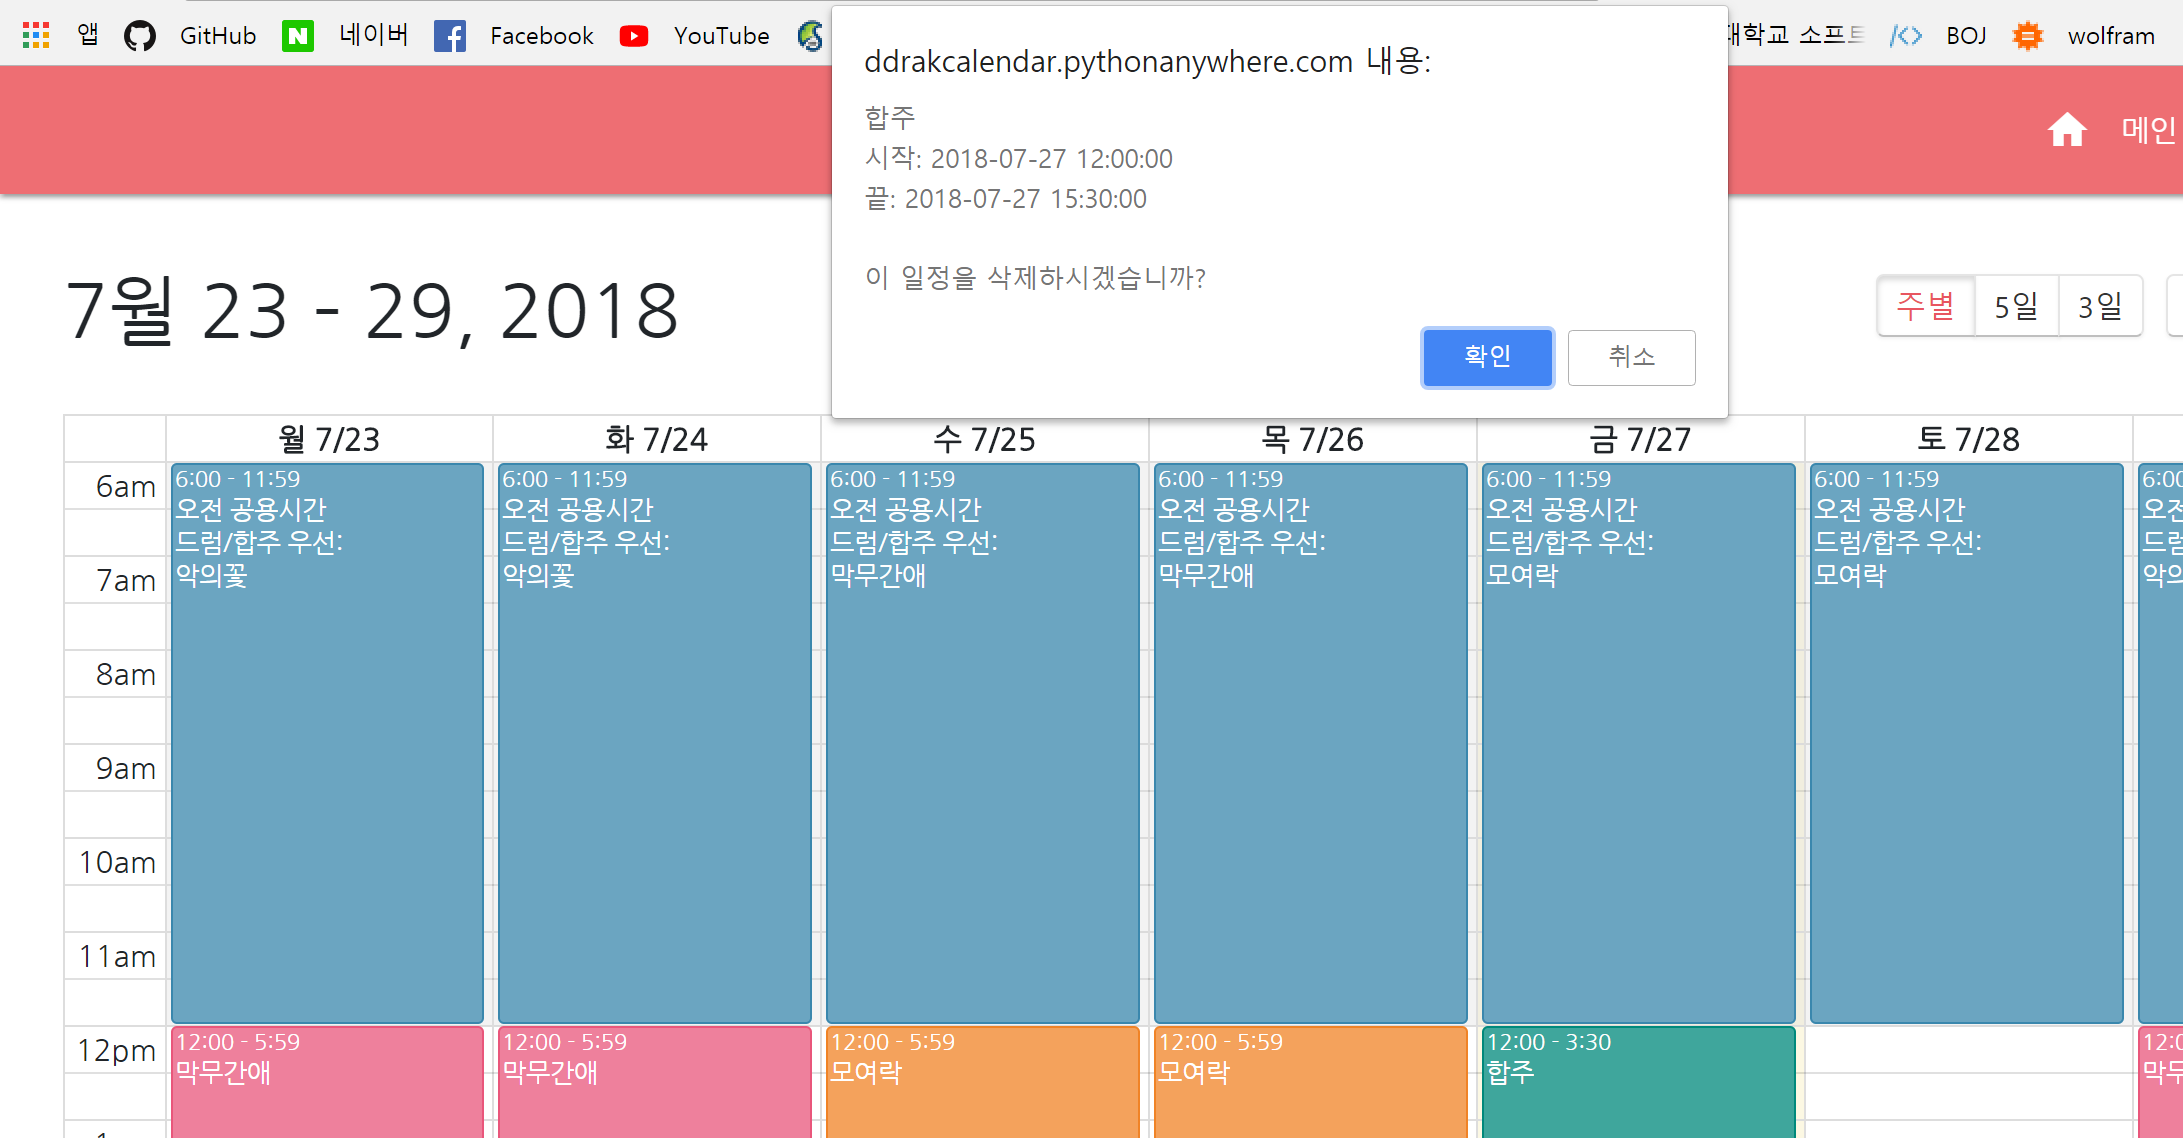 앱 GitHub 네이버 Facebook YouTube 대학교 소프트 BOJ wolfram
ddrakcalendar.pythonanywhere.com 내용:
합주
시작: 2018-07-27 12:00:00
끝: 2018-07-27 15:30:00
이 일정을 삭제하시겠습니까?
확인 취소
메인
7월 23 - 29, 2018
주별 5일 3일
월 7/23 화 7/24 수 7/25 목 7/26 금 7/27 토 7/28
6am
7am
8am
9am
10am
11am
12pm
6:00 - 11:59
오전 공용시간
드럼/합주 우선:
악의꽃
12:00 - 5:59
막무간애
6:00 - 11:59
오전 공용시간
드럼/합주 우선:
악의꽃
12:00 - 5:59
막무간애
6:00 - 11:59
오전 공용시간
드럼/합주 우선:
막무간애
12:00 - 5:59
모여락
6:00 - 11:59
오전 공용시간
드럼/합주 우선:
막무간애
12:00 - 5:59
모여락
6:00 - 11:59
오전 공용시간
드럼/합주 우선:
모여락
12:00 - 3:30
합주
6:00 - 11:59
오전 공용시간
드럼/합주 우선:
모여락
6:00
오전
드럼
악의
12:0
막무